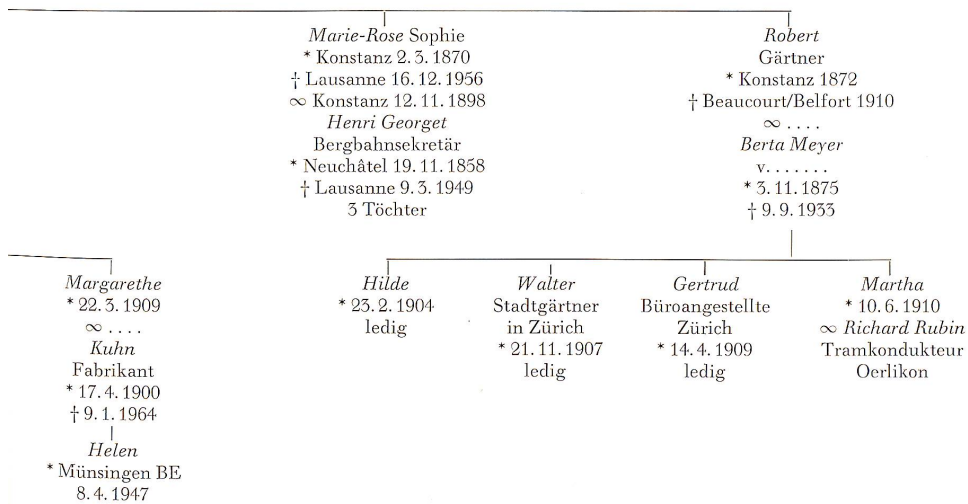 Marie-Rose Sophie
* Konstanz 2.3.1870
† Lausanne 16.12.1956
∞ Konstanz 12.11.1898
Henri Georget
Bergbahnsekretär
* Neuchâtel 19.11.1858
† Lausanne 9.3.1949
3 Töchter
Robert
Gärtner
* Konstanz 1872
† Beaucourt/Belfort 1910
∞ ....
Berta Meyer
v.......
* 3.11.1875
† 9.9.1933
Margarethe
* 22.3.1909
∞ ....
Kuhn
Fabrikant
* 17.4.1900
† 9.1.1964
Helen
* Münsingen BE
8.4.1947
Hilde
* 23.2.1904
ledig
Walter
Stadtgärtner
in Zürich
* 21.11.1907
ledig
Gertrud
Büroangestellte
Zürich
* 14.4.1909
ledig
Martha
* 10.6.1910
∞ Richard Rubin
Tramkondukteur
Oerlikon